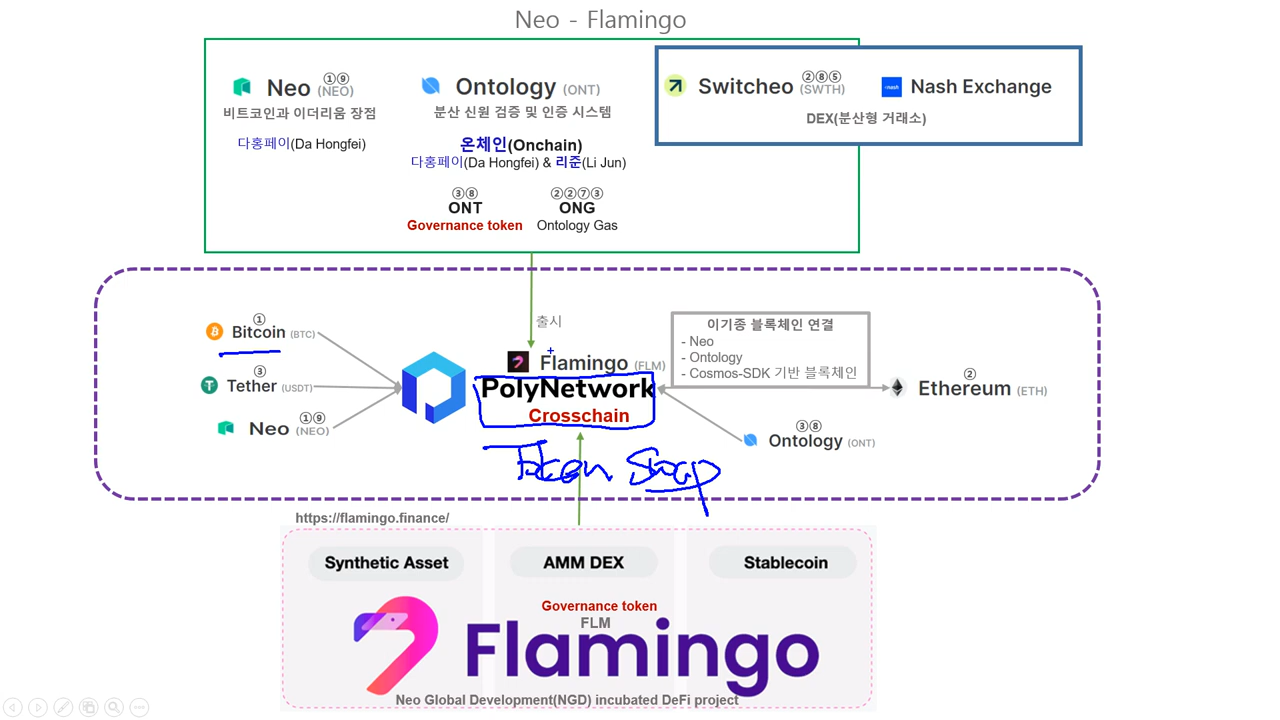 Neo - Flamingo
Neo ①⑨ (NEO)
비트코인과 이더리움 장점
다홍페이(Da Hongfei)
Ontology (ONT)
분산 신원 검증 및 인증 시스템
온체인(Onchain)
다홍페이(Da Hongfei) & 리준(Li Jun)
③⑧
ONT
Governance token
②②⑦③
ONG
Ontology Gas
Switcheo ②⑧⑤ (SWTH)
Nash Exchange
DEX(분산형 거래소)
출시
①
Bitcoin (BTC)
③
Tether (USDT)
Neo ①⑨ (NEO)
Flamingo (FLM)
PolyNetwork
Crosschain
Token Swap
이기종 블록체인 연결
- Neo
- Ontology
- Cosmos-SDK 기반 블록체인
②
Ethereum (ETH)
③⑧
Ontology (ONT)
https://flamingo.finance/
Synthetic Asset
AMM DEX
Stablecoin
Governance token
FLM
Flamingo
Neo Global Development(NGD) incubated DeFi project